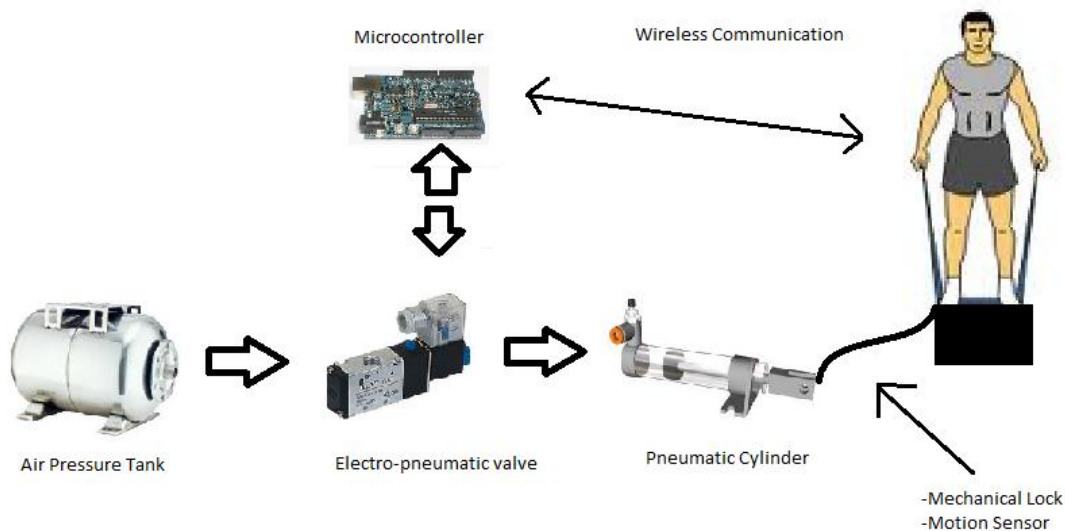 Microcontroller
Wireless Communication
Air Pressure Tank
Electro-pneumatic valve
Pneumatic Cylinder
-Mechanical Lock
-Motion Sensor